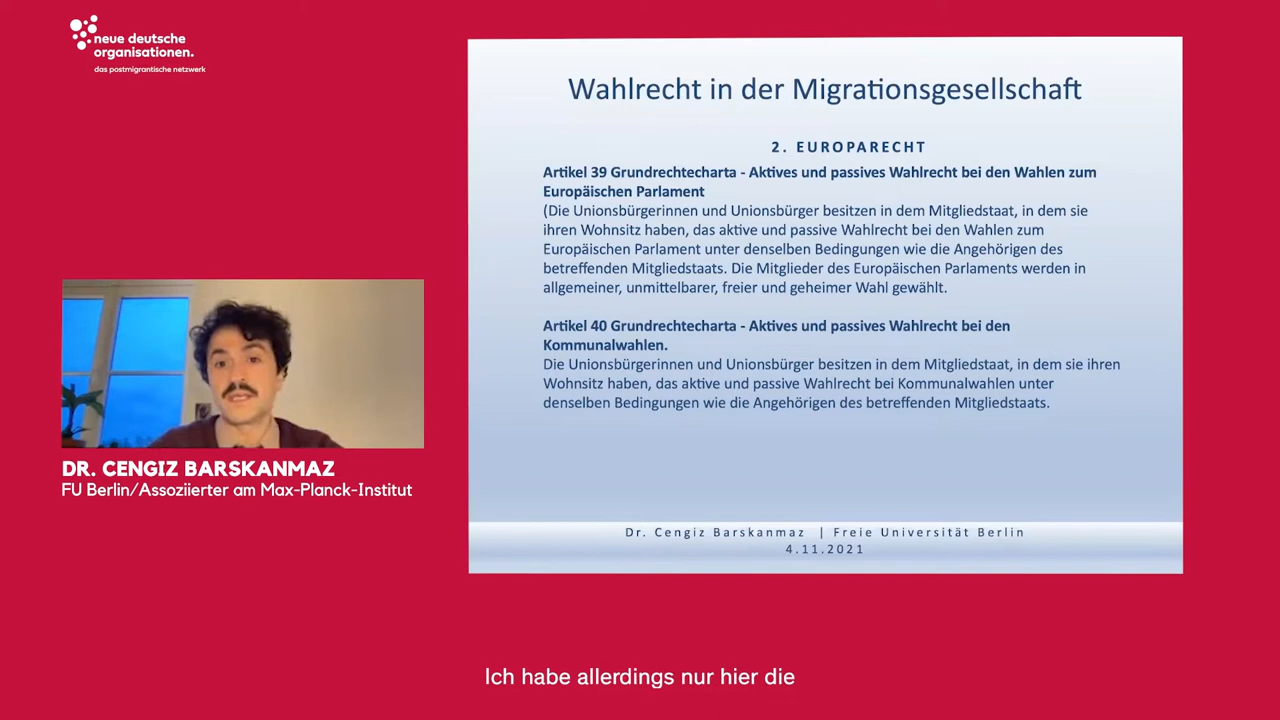 neue deutsche
organisationen.
das postmigrantische netzwerk
Wahlrecht in der Migrationsgesellschaft
2. EUROPARECHT
Artikel 39 Grundrechtecharta - Aktives und passives Wahlrecht bei den Wahlen zum
Europäischen Parlament
(Die Unionsbürgerinnen und Unionsbürger besitzen in dem Mitgliedstaat, in dem sie
ihren Wohnsitz haben, das aktive und passive Wahlrecht bei den Wahlen zum
Europäischen Parlament unter denselben Bedingungen wie die Angehörigen des
betreffenden Mitgliedstaats. Die Mitglieder des Europäischen Parlaments werden in
allgemeiner, unmittelbarer, freier und geheimer Wahl gewählt.
Artikel 40 Grundrechtecharta - Aktives und passives Wahlrecht bei den
Kommunalwahlen.
Die Unionsbürgerinnen und Unionsbürger besitzen in dem Mitgliedstaat, in dem sie ihren
Wohnsitz haben, das aktive und passive Wahlrecht bei Kommunalwahlen unter
denselben Bedingungen wie die Angehörigen des betreffenden Mitgliedstaats.
Dr. Cengiz Barskanmaz | Freie Universität Berlin
4.11.2021
DR. CENGIZ BARSKANMAZ
FU Berlin/Assoziierter am Max-Planck-Institut
Ich habe allerdings nur hier die